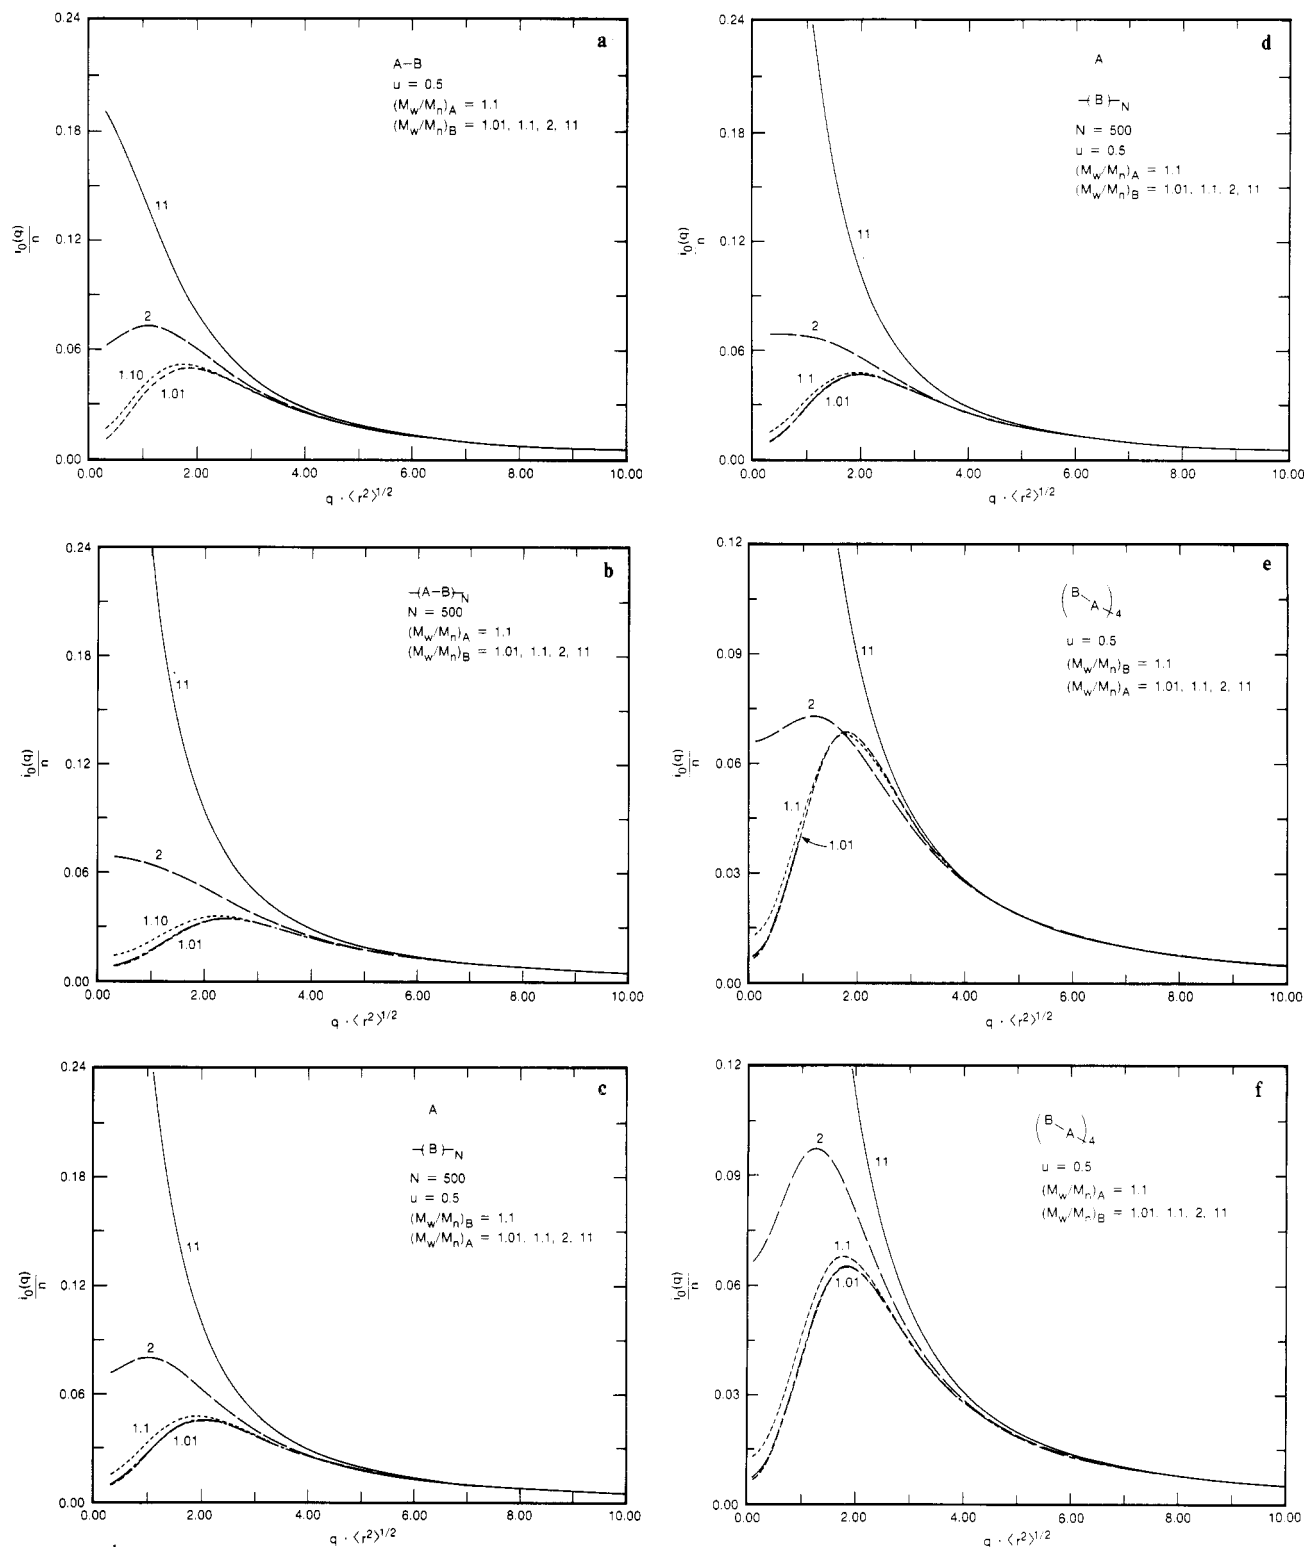 a
A–B
u = 0.5
(Mw/Mn)A = 1.1
(Mw/Mn)B = 1.01, 1.1, 2, 11
11
2
1.10
1.01
0.24
0.18
0.12
0.06
0.00
i0(q)
n
0.00 2.00 4.00 6.00 8.00 10.00
q · ⟨r²⟩^1/2
b
–(A–B)–N
N = 500
(Mw/Mn)A = 1.1
(Mw/Mn)B = 1.01, 1.1, 2, 11
11
2
1.10
1.01
0.24
0.18
0.12
0.06
0.00
i0(q)
n
0.00 2.00 4.00 6.00 8.00 10.00
q · ⟨r²⟩^1/2
c
A
–(B)–N
N = 500
u = 0.5
(Mw/Mn)B = 1.1
(Mw/Mn)A = 1.01, 1.1, 2, 11
11
2
1.1
1.01
0.24
0.18
0.12
0.06
0.00
i0(q)
n
0.00 2.00 4.00 6.00 8.00 10.00
q · ⟨r²⟩^1/2
d
A
–(B)–N
N = 500
u = 0.5
(Mw/Mn)A = 1.1
(Mw/Mn)B = 1.01, 1.1, 2, 11
11
2
1.1
1.01
0.24
0.18
0.12
0.06
0.00
i0(q)
n
0.00 2.00 4.00 6.00 8.00 10.00
q · ⟨r²⟩^1/2
e
(B A)4
u = 0.5
(Mw/Mn)B = 1.1
(Mw/Mn)A = 1.01, 1.1, 2, 11
11
2
1.1
1.01
0.12
0.09
0.06
0.03
0.00
i0(q)
n
0.00 2.00 4.00 6.00 8.00 10.00
q · ⟨r²⟩^1/2
f
(B A)4
u = 0.5
(Mw/Mn)A = 1.1
(Mw/Mn)B = 1.01, 1.1, 2, 11
11
2
1.1
1.01
0.12
0.09
0.06
0.03
0.00
i0(q)
n
0.00 2.00 4.00 6.00 8.00 10.00
q · ⟨r²⟩^1/2